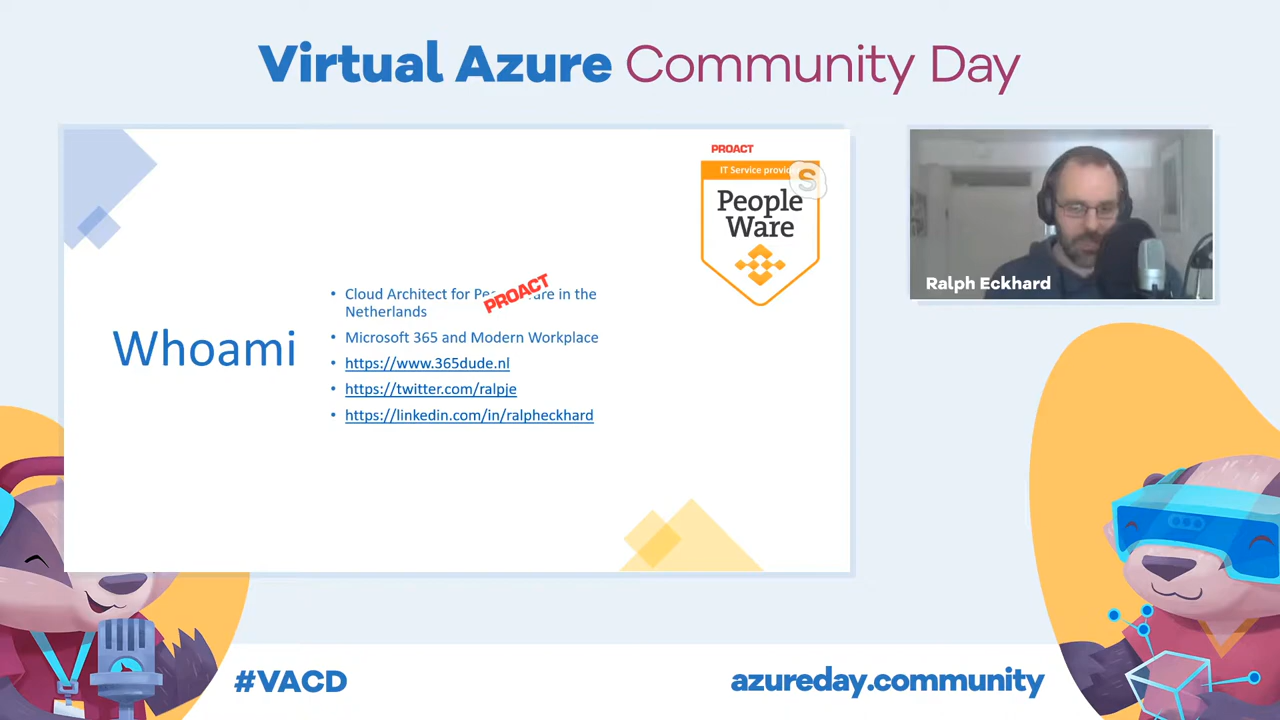 Virtual Azure Community Day
PROACT
IT Service provid
S
People
Ware
Whoami
• Cloud Architect for Pe PROACT re in the
Netherlands
• Microsoft 365 and Modern Workplace
• https://www.365dude.nl
• https://twitter.com/ralpje
• https://linkedin.com/in/ralpheckhard
Ralph Eckhard
#VACD
azureday.community